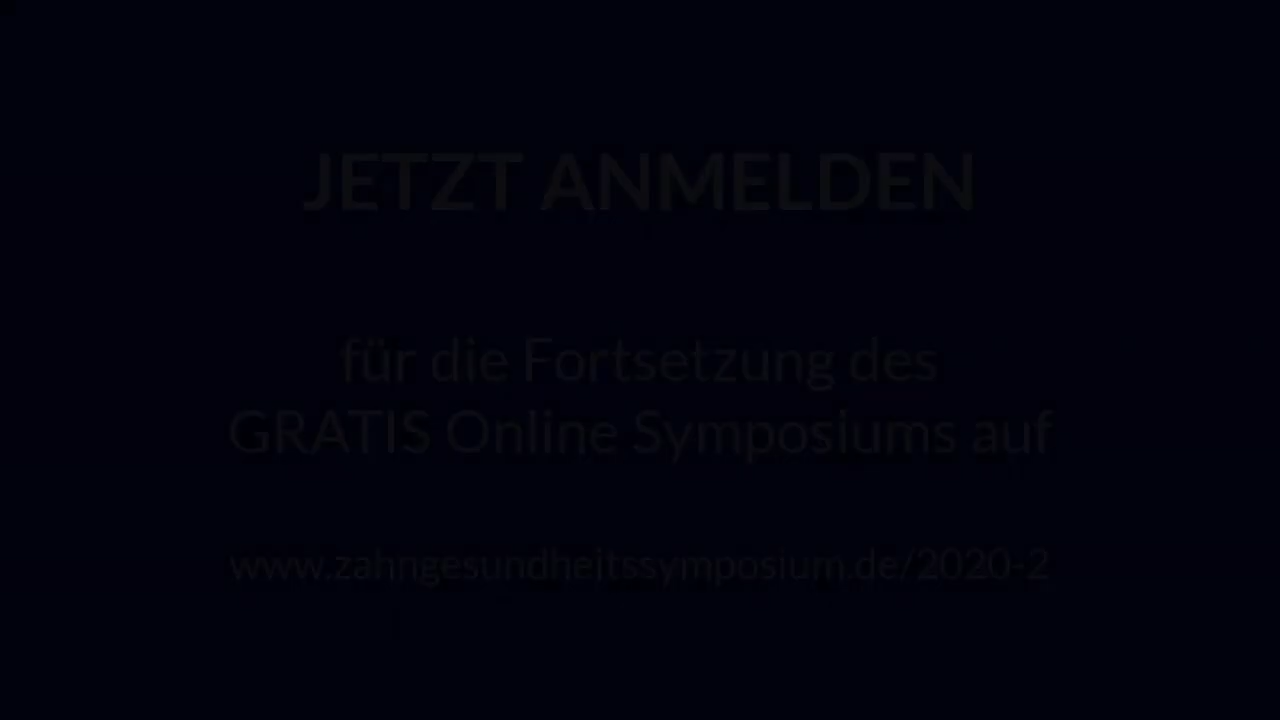 JETZT ANMELDEN
für die Fortsetzung des
GRATIS Online Symposiums auf
www.zahngesundheitssymposium.de/2020-2